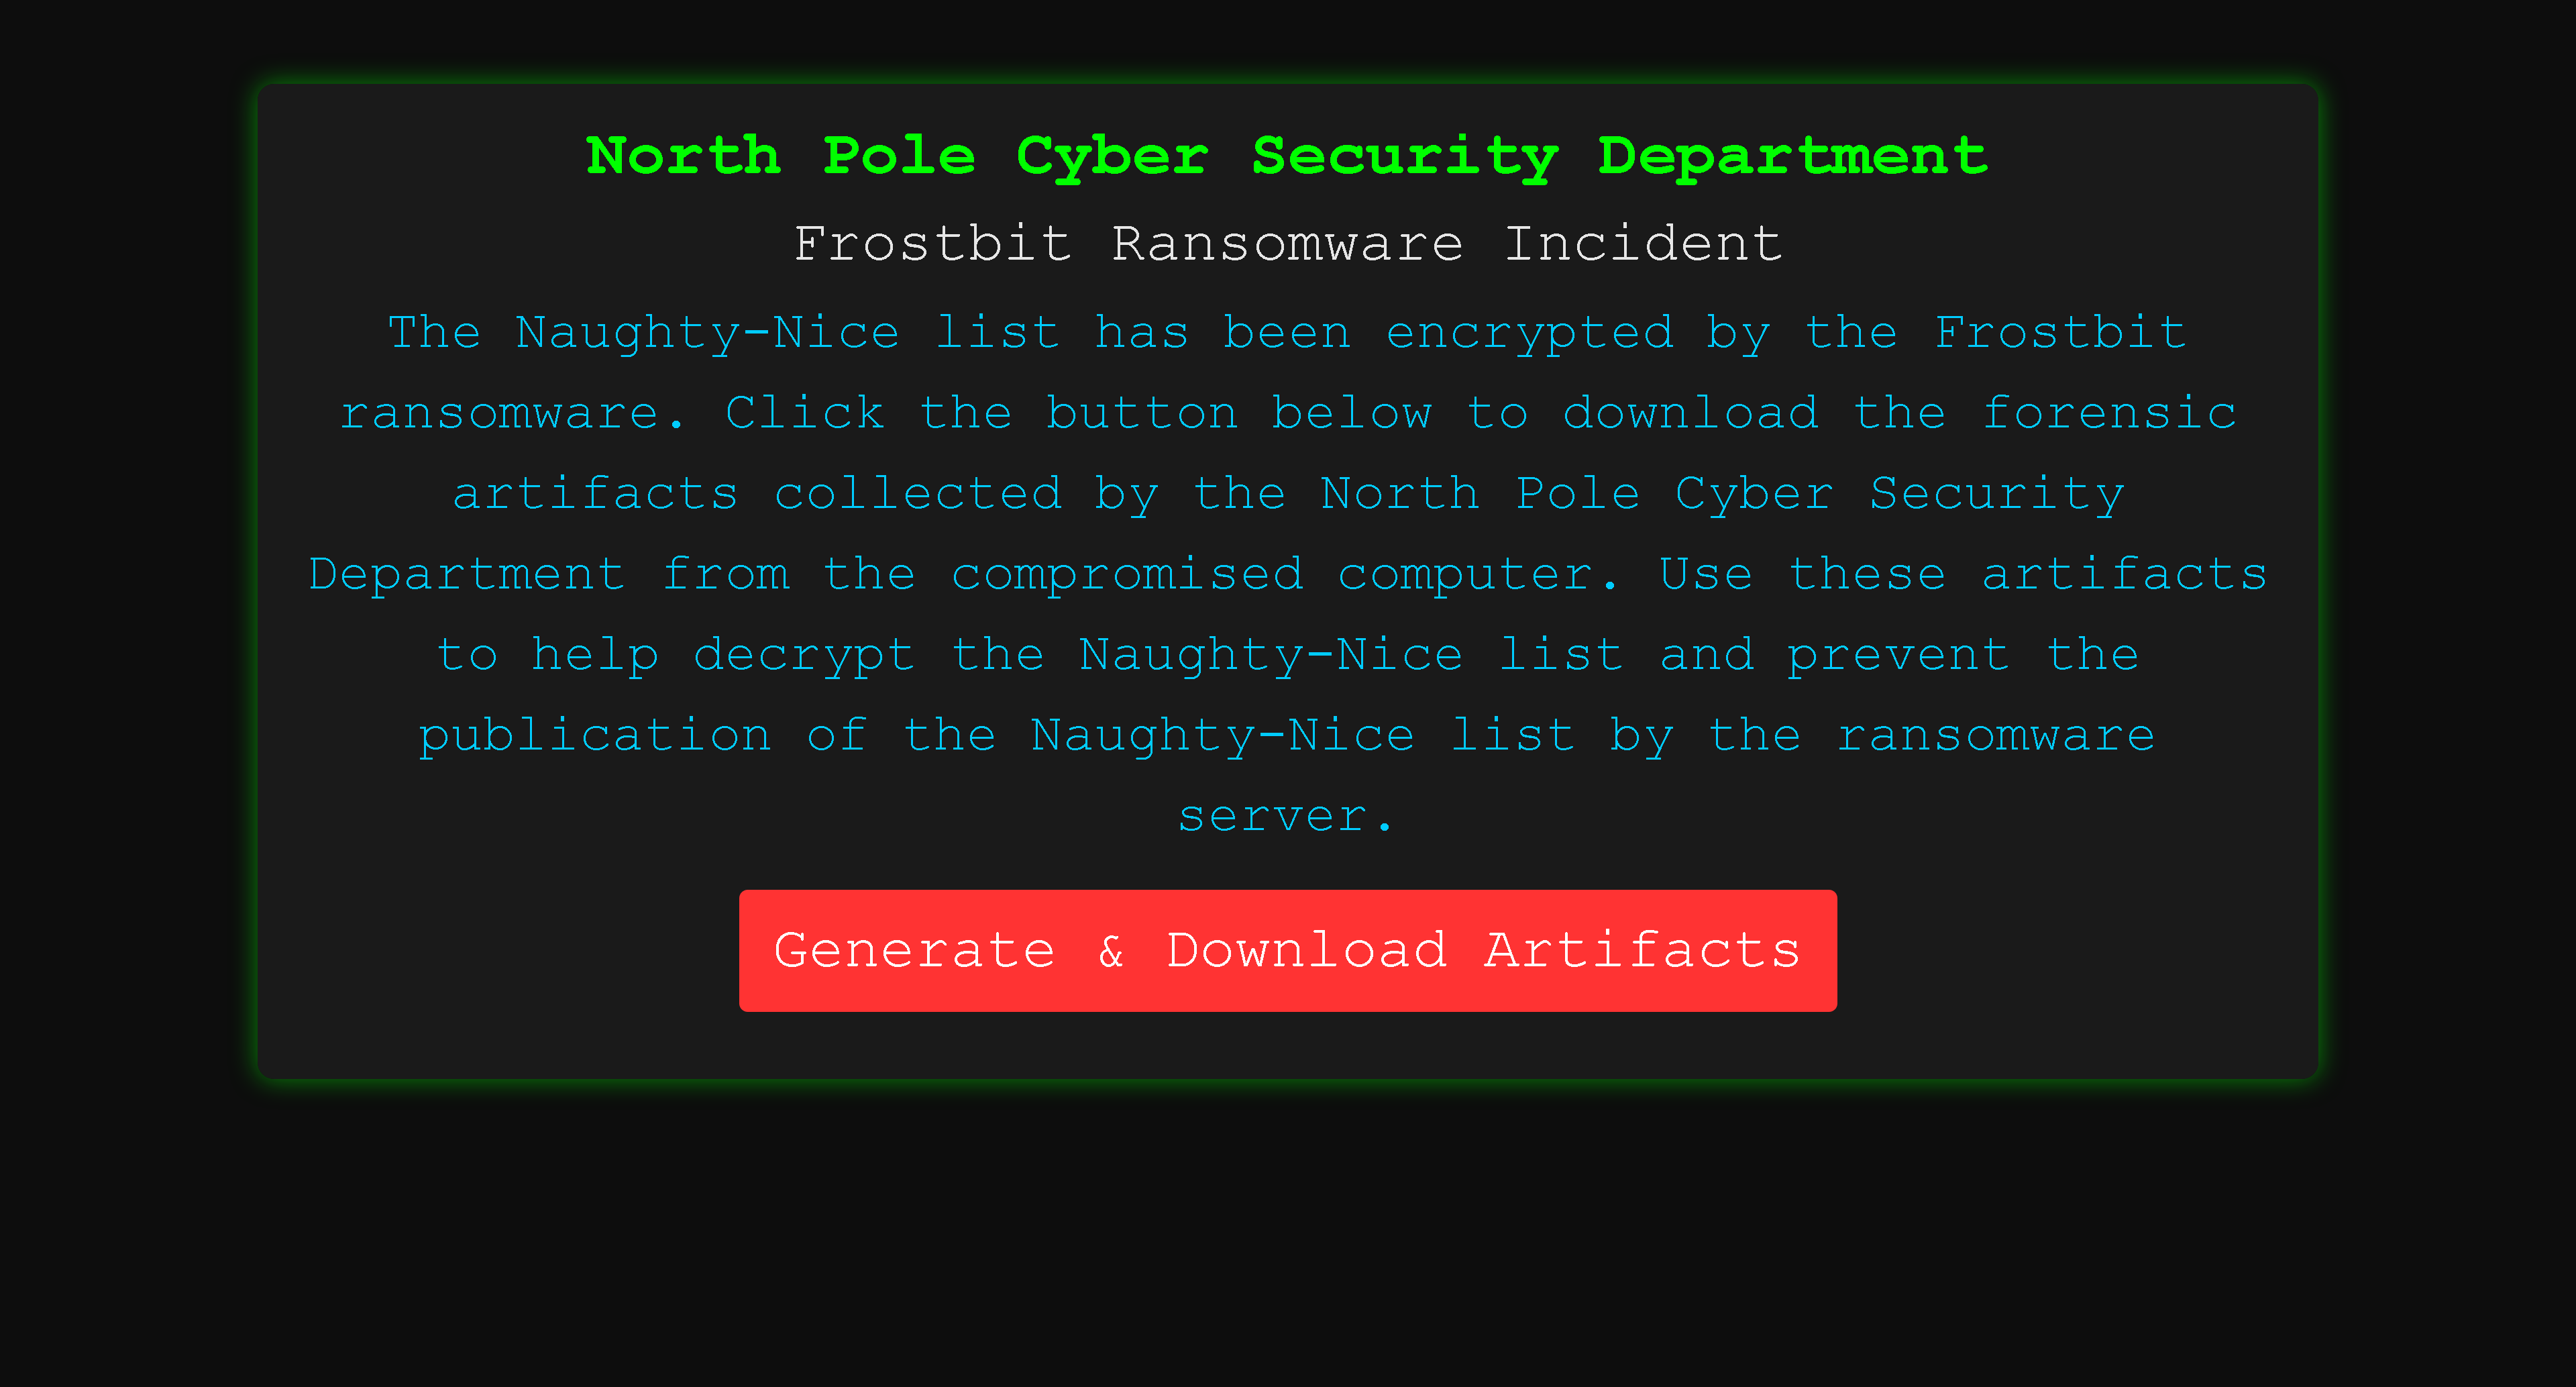 North Pole Cyber Security Department
Frostbit Ransomware Incident
The Naughty-Nice list has been encrypted by the Frostbit
ransomware. Click the button below to download the forensic
artifacts collected by the North Pole Cyber Security
Department from the compromised computer. Use these artifacts
to help decrypt the Naughty-Nice list and prevent the
publication of the Naughty-Nice list by the ransomware
server.
Generate & Download Artifacts